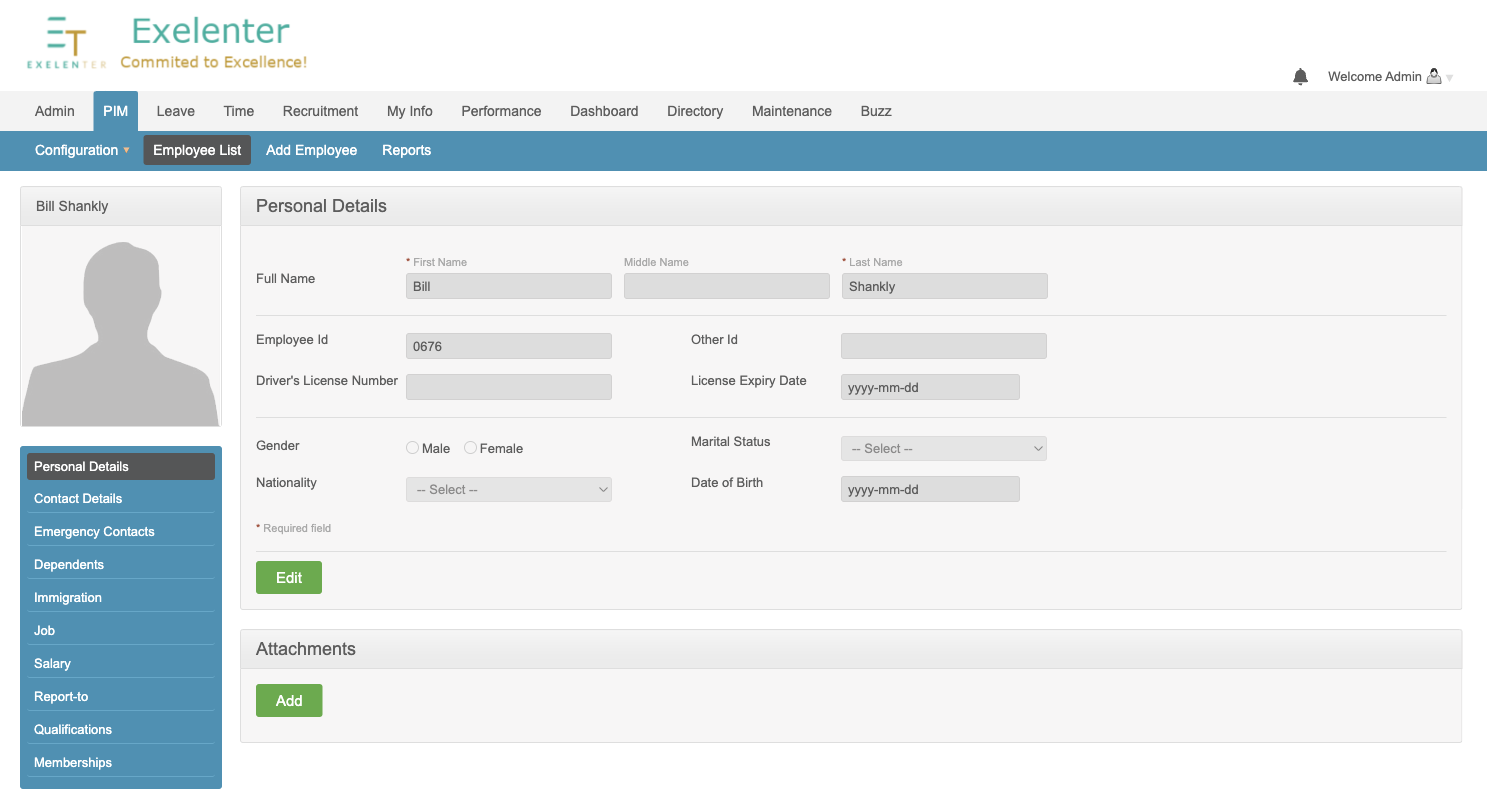 ET Exelenter
EXELENTER Commited to Excellence!
Welcome Admin
Admin PIM Leave Time Recruitment My Info Performance Dashboard Directory Maintenance Buzz
Configuration Employee List Add Employee Reports
Bill Shankly
Personal Details
Contact Details
Emergency Contacts
Dependents
Immigration
Job
Salary
Report-to
Qualifications
Memberships
Personal Details
* First Name Middle Name * Last Name
Full Name Bill Shankly
Employee Id 0676 Other Id
Driver's License Number License Expiry Date yyyy-mm-dd
Gender Male Female Marital Status -- Select --
Nationality -- Select -- Date of Birth yyyy-mm-dd
* Required field
Edit
Attachments
Add